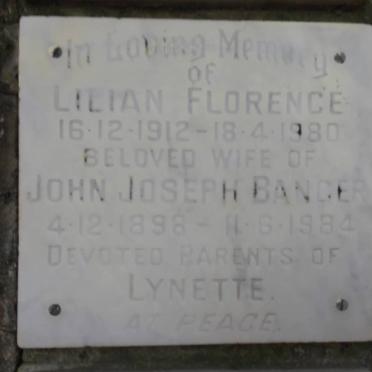 In Loving Memory
of
LILIAN FLORENCE
16·12·1912 – 18·4·1980
BELOVED WIFE OF
JOHN JOSEPH
4·12·1898 – 11·6·1984
DEVOTED PARENTS OF
LYNETTE.
AT PEACE.